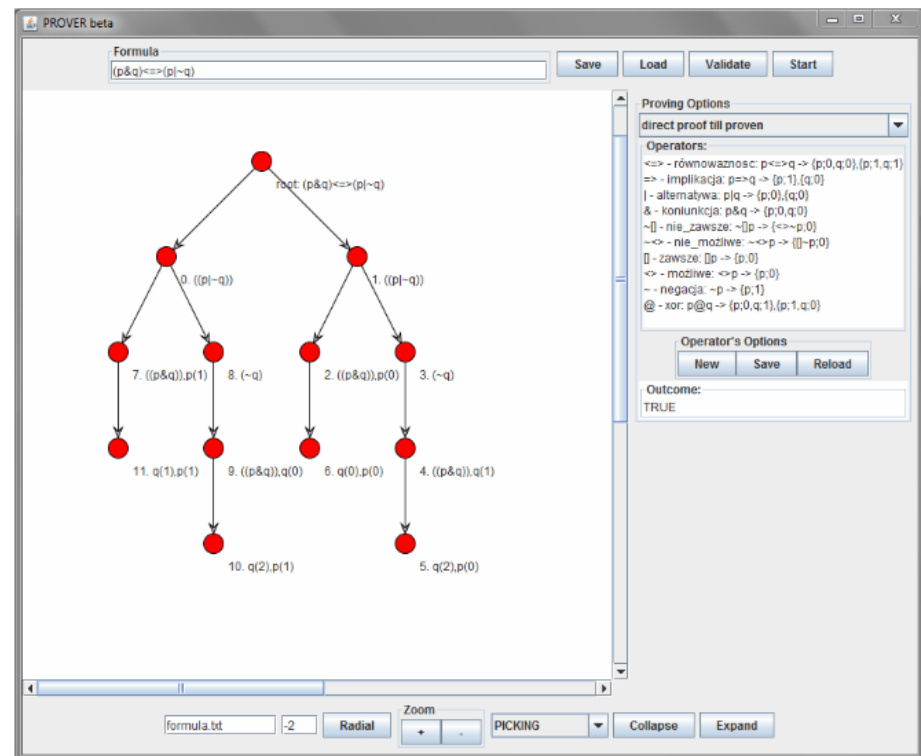 PROVER beta
Formula
(p&q)<=>(p|~q)
Save
Load
Validate
Start
root: (p&q)<=>(p|~q)
0. ((p|~q))
1. ((p|~q))
7. ((p&q)),p(1)
8. (~q)
2. ((p&q)),p(0)
3. (~q)
11. q(1),p(1)
9. ((p&q)),q(0)
6. q(0),p(0)
4. ((p&q)),q(1)
10. q(2),p(1)
5. q(2),p(0)
Proving Options
direct proof till proven
Operators:
<=> - równowaznosc: p<=>q -> {p;0,q;0},{p;1,q;1}
=> - implikacja: p=>q -> {p;1},{q;0}
| - alternatywa: p|q -> {p;0},{q;0}
& - koniunkcja: p&q -> {p;0,q;0}
~[] - nie_zawsze: ~[]p -> {<>~p;0}
~<> - nie_możliwe: ~<>p -> {[]~p;0}
[] - zawsze: []p -> {p;0}
<> - możliwe: <>p -> {p;0}
~ - negacja: ~p -> {p;1}
@ - xor: p@q -> {p;0,q;1},{p;1,q;0}
Operator's Options
New
Save
Reload
Outcome:
TRUE
formula.txt
-2
Radial
Zoom
+
-
PICKING
Collapse
Expand